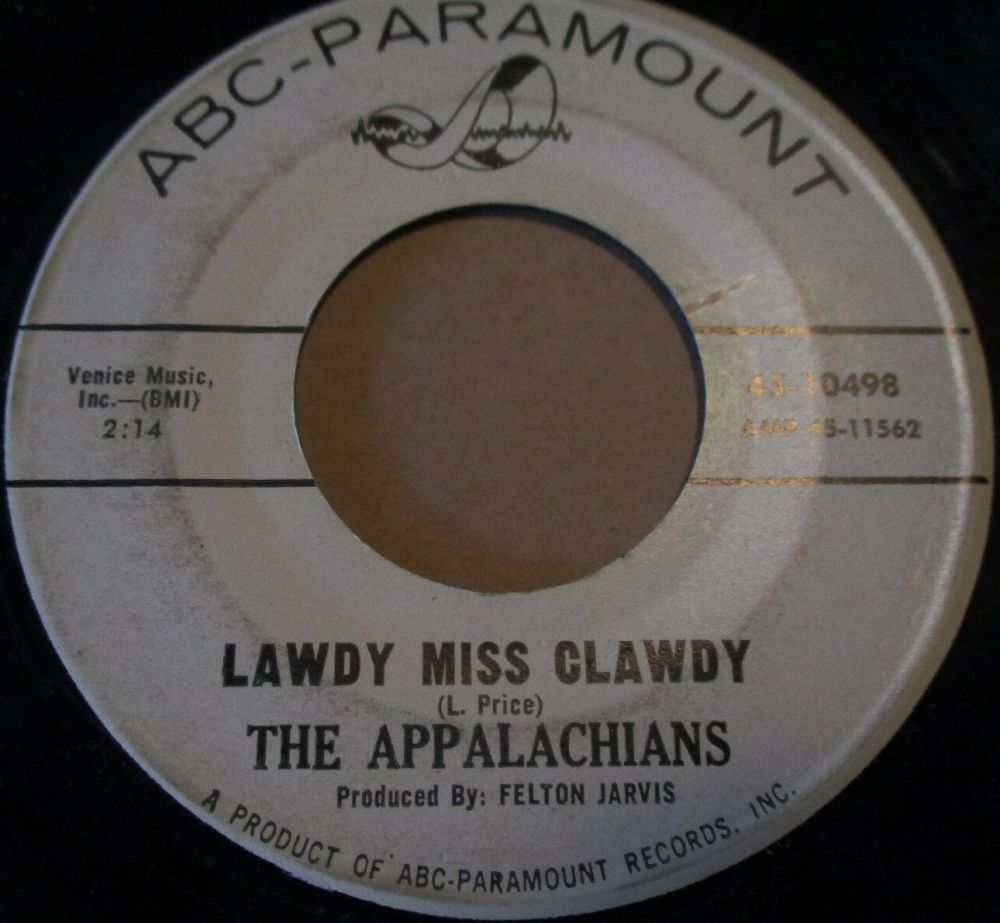 ABC-PARAMOUNT
Venice Music,
Inc.—(BMI)
2:14
45-10498
AMP 45-11562
LAWDY MISS CLAWDY
(L. Price)
THE APPALACHIANS
Produced By: FELTON JARVIS
A PRODUCT OF ABC-PARAMOUNT RECORDS, INC.